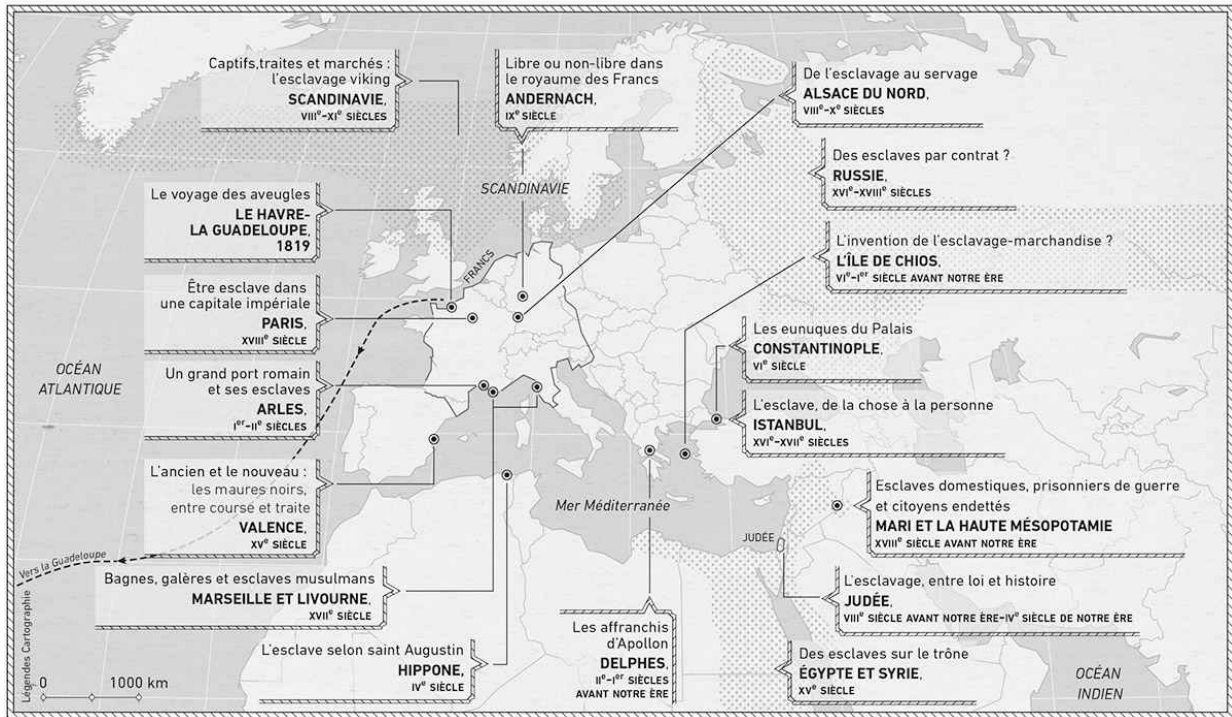 Captifs,traites et marchés :
l'esclavage viking
SCANDINAVIE,
VIIIe–XIe SIÈCLES
Libre ou non-libre dans
le royaume des Francs
ANDERNACH,
IXe SIÈCLE
De l'esclavage au servage
ALSACE DU NORD,
VIIIe–Xe SIÈCLES
Des esclaves par contrat ?
RUSSIE,
XVIe–XVIIIe SIÈCLES
SCANDINAVIE
Le voyage des aveugles
LE HAVRE-
LA GUADELOUPE,
1819
L'invention de l'esclavage-marchandise ?
L'ÎLE DE CHIOS,
VIe–Ier SIÈCLE AVANT NOTRE ÈRE
FRANCS
Être esclave dans
une capitale impériale
PARIS,
XVIIIe SIÈCLE
Les eunuques du Palais
CONSTANTINOPLE,
VIe SIÈCLE
OCÉAN
ATLANTIQUE
Un grand port romain
et ses esclaves
ARLES,
Ier–IIe SIÈCLES
L'esclave, de la chose à la personne
ISTANBUL,
XVIe–XVIIe SIÈCLES
L'ancien et le nouveau :
les maures noirs,
entre course et traite
VALENCE,
XVe SIÈCLE
Mer Méditerranée
Esclaves domestiques, prisonniers de guerre
et citoyens endettés
MARI ET LA HAUTE MÉSOPOTAMIE
XVIIIe SIÈCLE AVANT NOTRE ÈRE
JUDÉE
Vers la Guadeloupe
Bagnes, galères et esclaves musulmans
MARSEILLE ET LIVOURNE,
XVIIe SIÈCLE
L'esclavage, entre loi et histoire
JUDÉE,
VIIIe SIÈCLE AVANT NOTRE ÈRE–IVe SIÈCLE DE NOTRE ÈRE
L'esclave selon saint Augustin
HIPPONE,
IVe SIÈCLE
Les affranchis
d'Apollon
DELPHES,
IIe–Ier SIÈCLES
AVANT NOTRE ÈRE
Des esclaves sur le trône
ÉGYPTE ET SYRIE,
XVe SIÈCLE
OCÉAN
INDIEN
Légendes Cartographie
0 1000 km